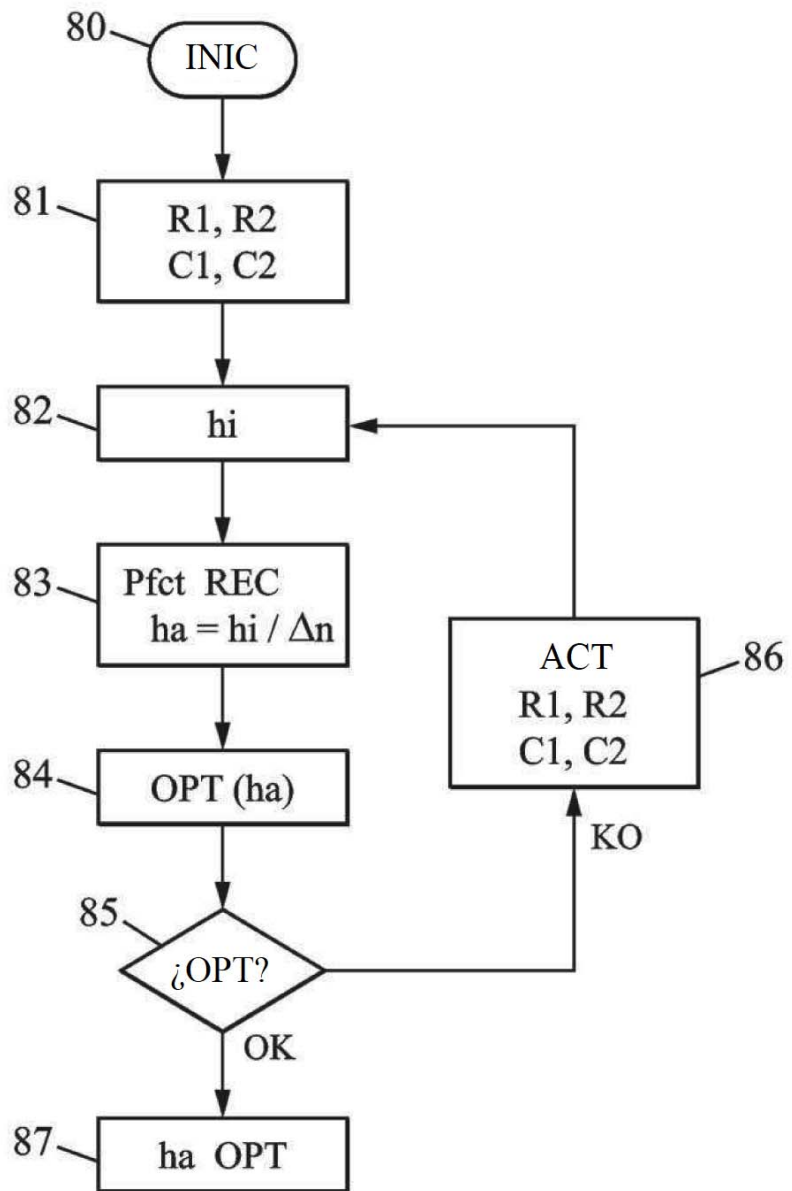 80
INIC
81
R1, R2
C1, C2
82
hi
83
Pfct REC
ha = hi / Δn
84
OPT (ha)
85
¿OPT?
OK
87
ha OPT
ACT
R1, R2
C1, C2
86
KO